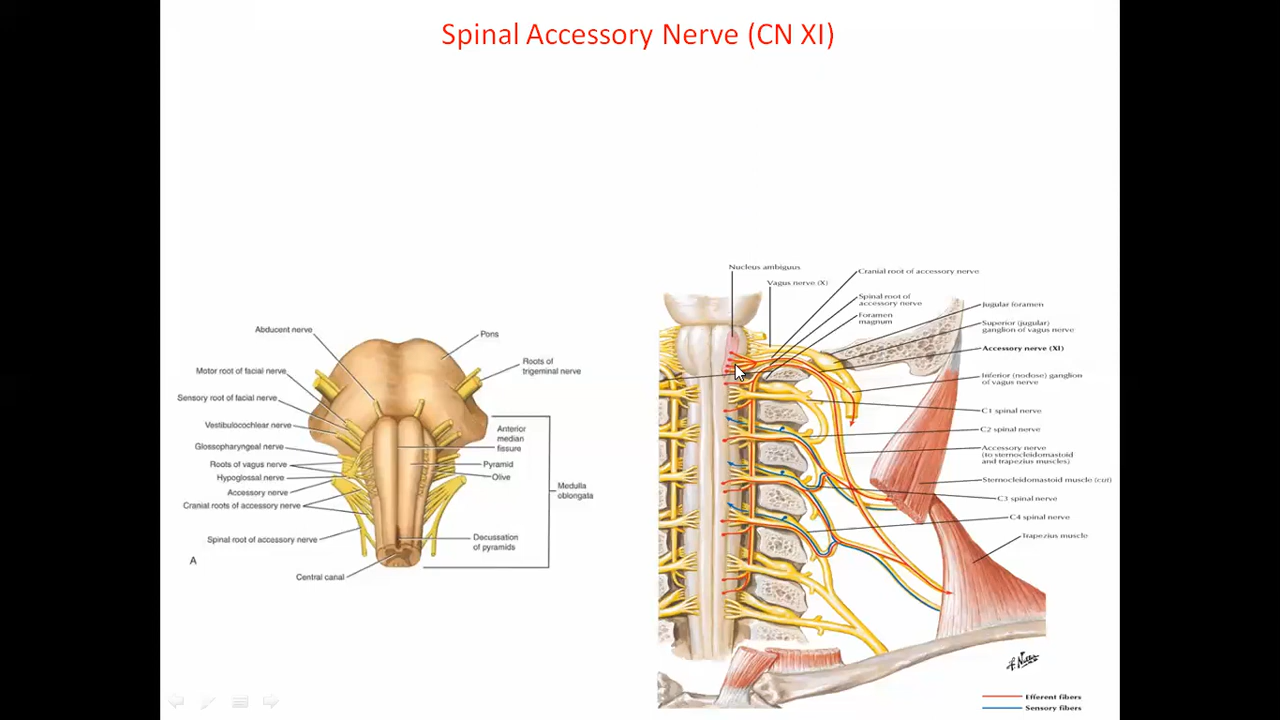 Spinal Accessory Nerve (CN XI)
Abducent nerve
Pons
Motor root of facial nerve
Roots of
trigeminal nerve
Sensory root of facial nerve
Vestibulocochlear nerve
Anterior
median
fissure
Glossopharyngeal nerve
Roots of vagus nerve
Pyramid
Hypoglossal nerve
Olive
Accessory nerve
Medulla
oblongata
Cranial roots of accessory nerve
Spinal root of accessory nerve
Decussation
of pyramids
A
Central canal
Nucleus ambiguus
Vagus nerve (X)
Cranial root of accessory nerve
Spinal root of
accessory nerve
Foramen
magnum
Jugular foramen
Superior (jugular)
ganglion of vagus nerve
Accessory nerve (XI)
Inferior (nodose) ganglion
of vagus nerve
C1 spinal nerve
C2 spinal nerve
Accessory nerve
(to sternocleidomastoid
and trapezius muscles)
Sternocleidomastoid muscle (cut)
C3 spinal nerve
C4 spinal nerve
Trapezius muscle
f. Netter
Efferent fibers
Sensory fibers